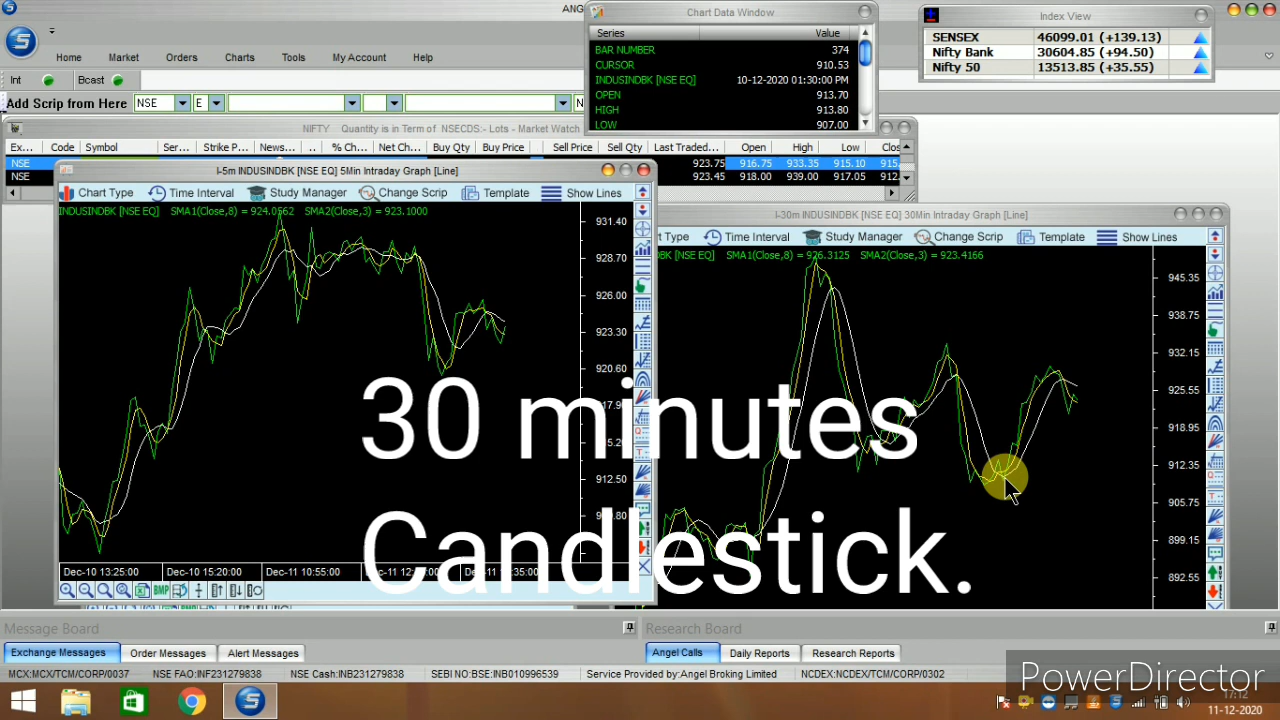 ANG
Home Market Orders Charts Tools My Account Help
Int Bcast
Add Scrip from Here NSE E N
Chart Data Window
Series Value
BAR NUMBER 374
CURSOR 910.53
INDUSINDBK [NSE EQ] 10-12-2020 01:30:00 PM
OPEN 913.70
HIGH 913.80
LOW 907.00
Index View
SENSEX 46099.01 (+139.13)
Nifty Bank 30604.85 (+94.50)
Nifty 50 13513.85 (+35.55)
NIFTY Quantity is in Term of NSECDS:- Lots - Market Watch
Ex... Code Symbol Ser... Strike P... News... .. % Ch... Net Ch... Buy Qty Buy Price Sell Price Sell Qty Last Traded... Open High Low Clos
NSE 923.75 916.75 933.35 915.10 915.
NSE 923.45 918.00 939.00 917.05 912.
I-5m INDUSINDBK [NSE EQ] 5Min Intraday Graph [Line]
Chart Type Time Interval Study Manager Change Scrip Template Show Lines
INDUSINDBK [NSE EQ] SMA1(Close,8) = 924.0562 SMA2(Close,3) = 923.1000
931.40
928.70
926.00
923.30
920.60
912.50
Dec-10 13:25:00 Dec-10 15:20:00 Dec-11 10:55:00
BMP
I-30m INDUSINDBK [NSE EQ] 30Min Intraday Graph [Line]
t Type Time Interval Study Manager Change Scrip Template Show Lines
BK [NSE EQ] SMA1(Close,8) = 926.3125 SMA2(Close,3) = 923.4166
945.35
938.75
932.15
925.55
918.95
912.35
905.75
899.15
892.55
30 minutes
Candlestick.
Message Board Research Board
Exchange Messages Order Messages Alert Messages Angel Calls Daily Reports Research Reports
MCX:MCX/TCM/CORP/0037 NSE FAO:INF231279838 NSE Cash:INB231279838 SEBI NO:BSE:INB010996539 Service Provided by:Angel Broking Limited NCDEX:NCDEX/TCM/CORP/0302
PowerDirector
17:12
11-12-2020